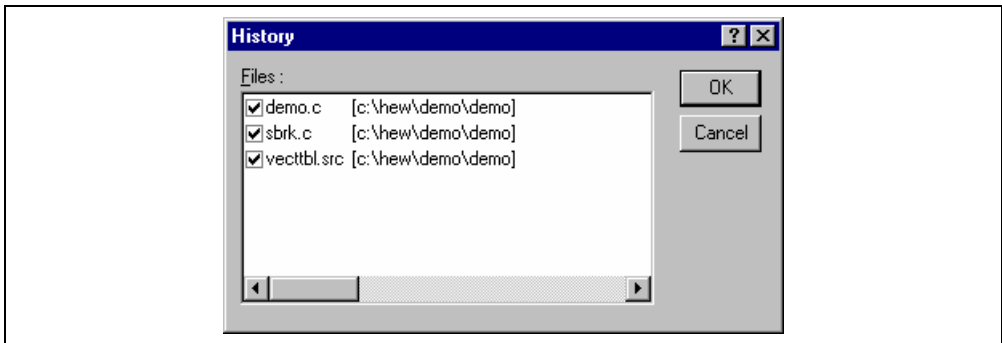 History
Files :
OK
demo.c [c:\hew\demo\demo]
sbrk.c [c:\hew\demo\demo]
Cancel
vecttbl.src [c:\hew\demo\demo]